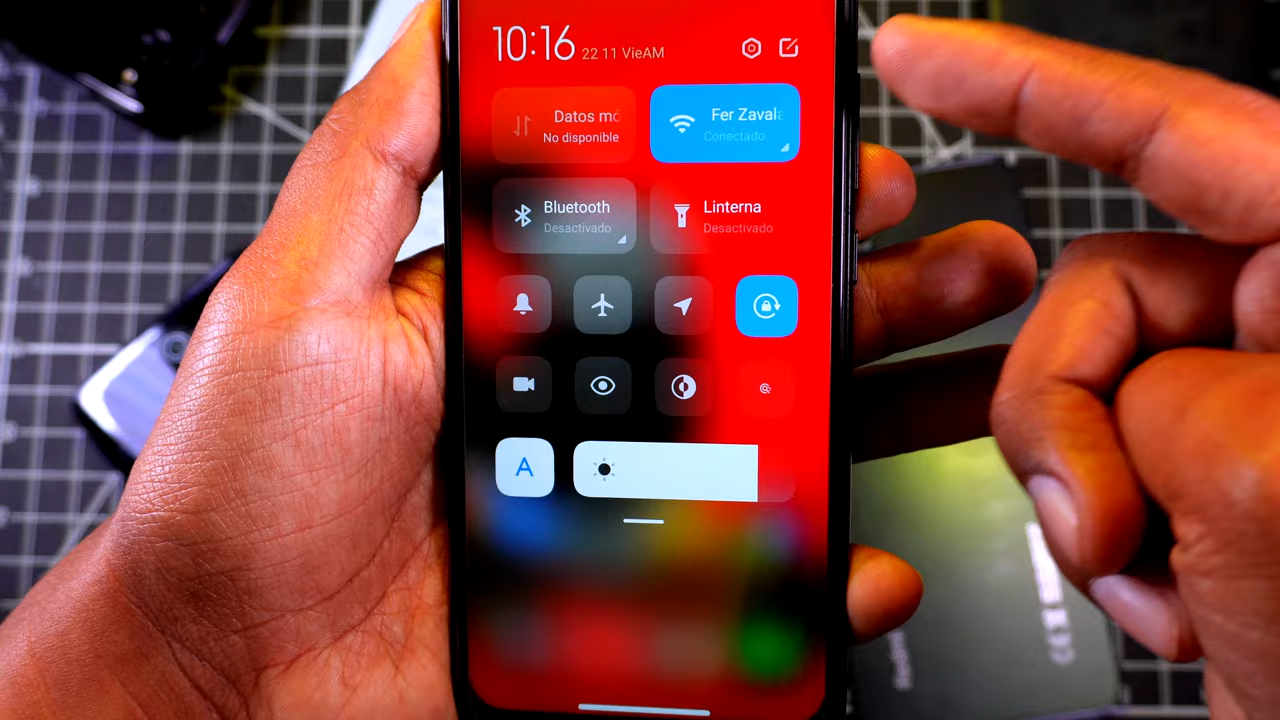 10:16 22 11 VieAM
Datos mó
No disponible
Fer Zavala
Conectado
Bluetooth
Desactivado
Linterna
Desactivado
A